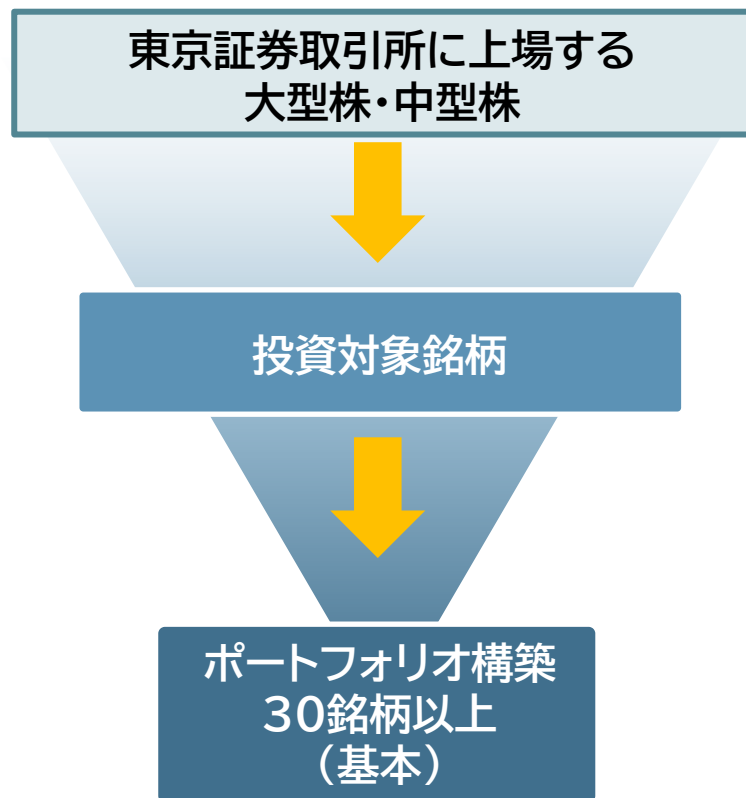 東京証券取引所に上場する
大型株・中型株
投資対象銘柄
ポートフォリオ構築
30銘柄以上
（基本）